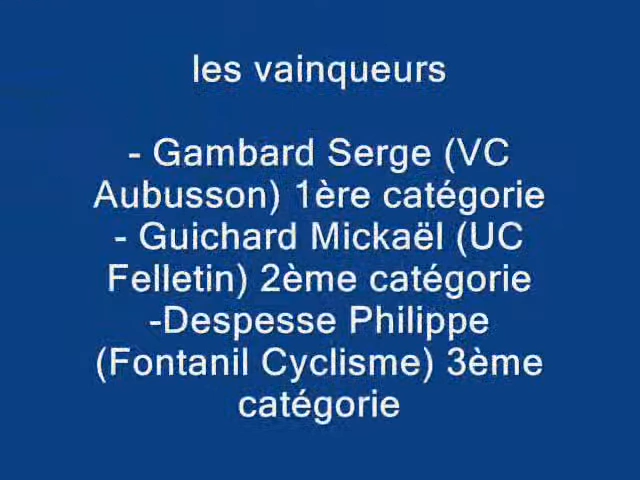 les vainqueurs
- Gambard Serge (VC
Aubusson) 1ère catégorie
- Guichard Mickaël (UC
Felletin) 2ème catégorie
-Despesse Philippe
(Fontanil Cyclisme) 3ème
catégorie